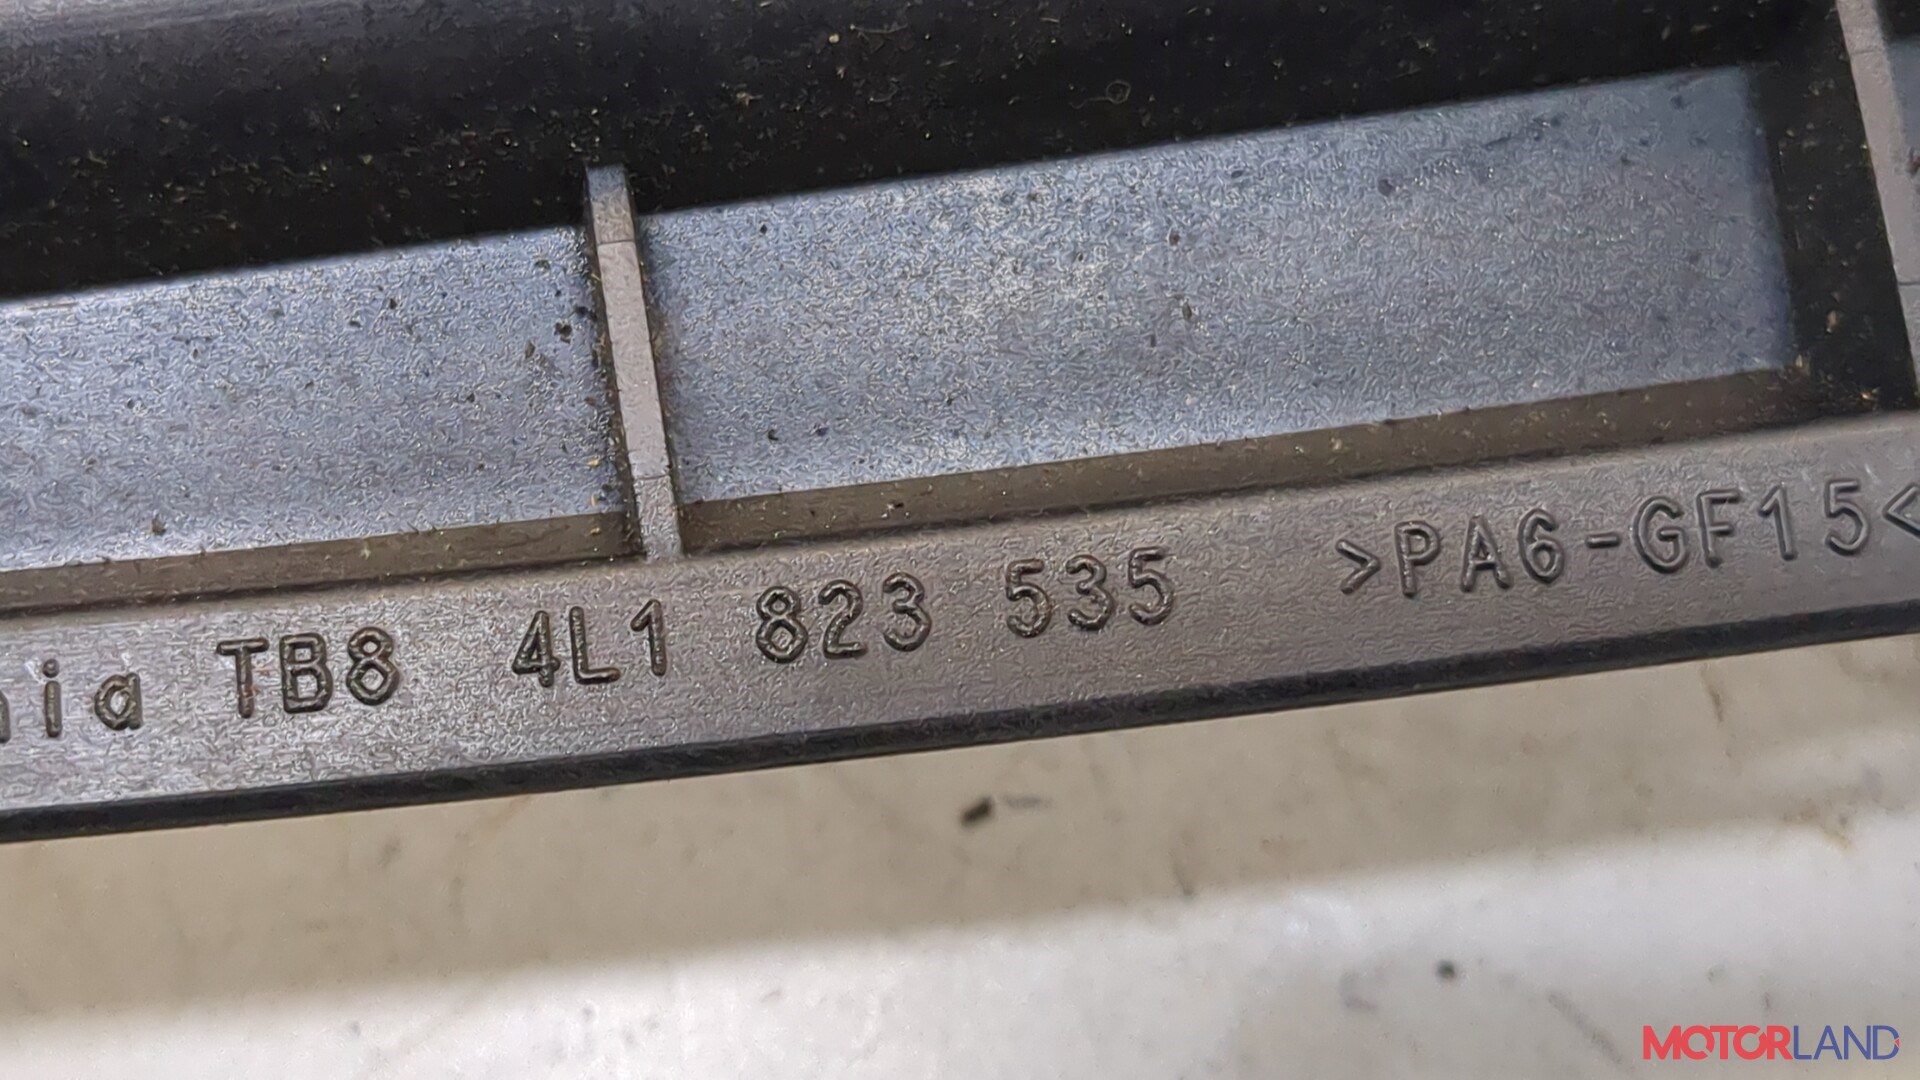 TB8 4L1 823 535 >PA6-GF15<
MOTORLAND